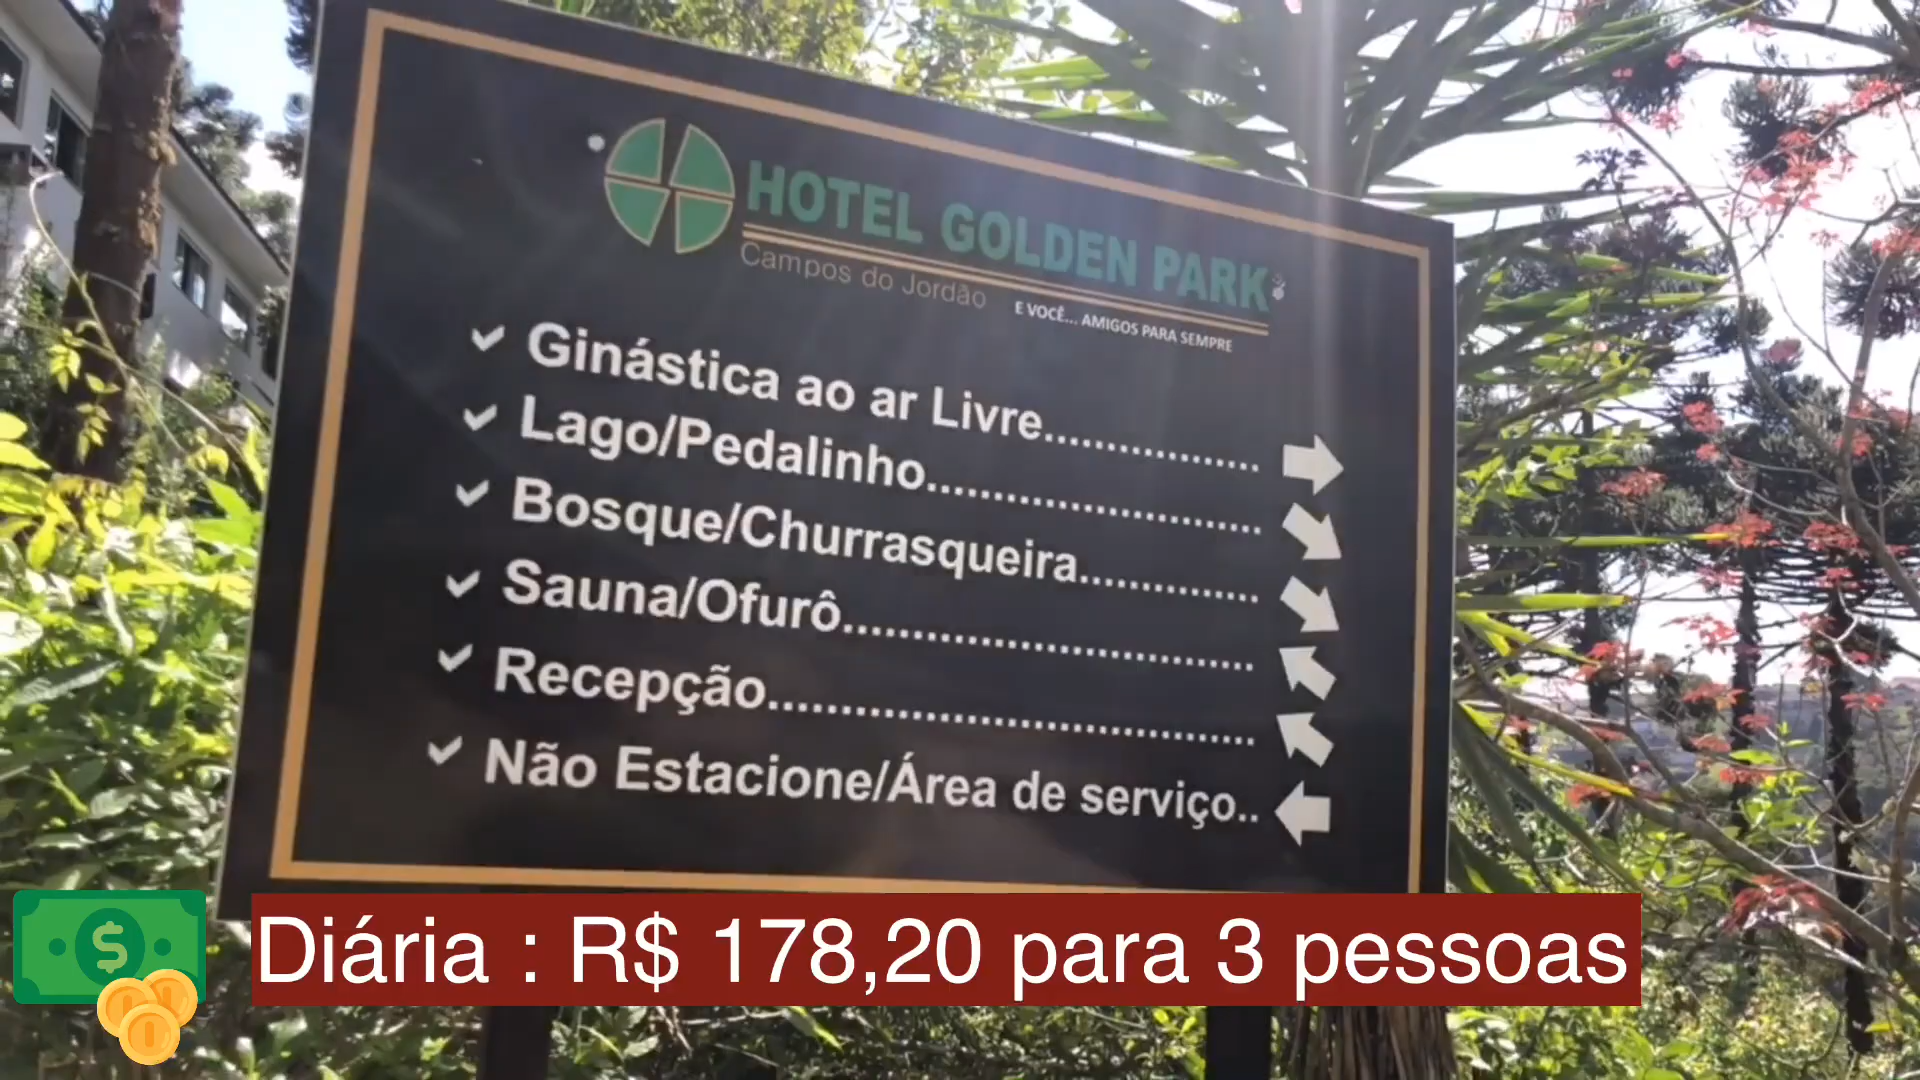 HOTEL GOLDEN PARK
Campos do Jordão
E VOCÊ... AMIGOS PARA SEMPRE
Ginástica ao ar Livre
Lago/Pedalinho
Bosque/Churrasqueira
Sauna/Ofurô
Recepção
Não Estacione/Área de serviço..
Diária : R$ 178,20 para 3 pessoas